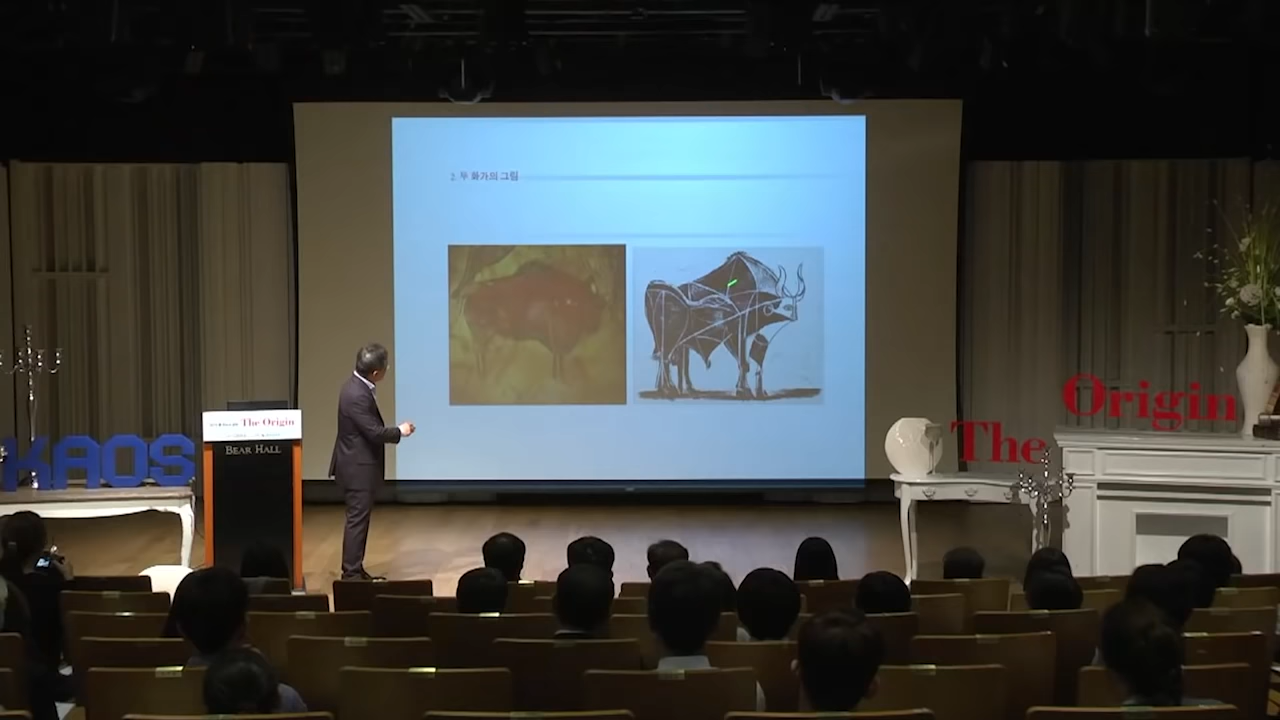 2. 두 화가의 그림
KAOS
The Origin
BEAR HALL
The
Origin